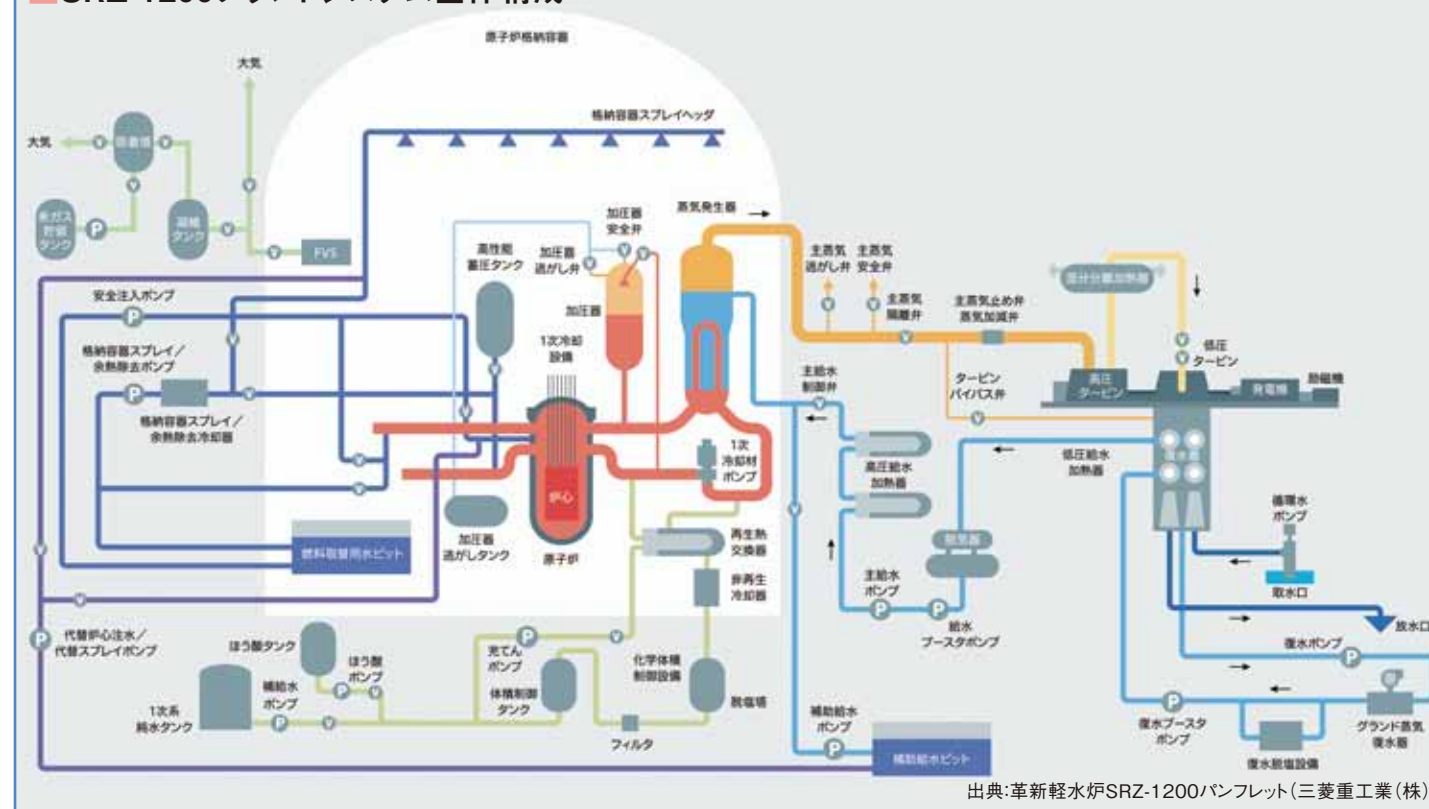 原子炉格納容器
大気
大気
格納容器スプレイヘッダ
凝縮
タンク
FVS
安全注入ポンプ
格納容器スプレイ／
余熱除去ポンプ
格納容器スプレイ／
余熱除去冷却器
高性能
蓄圧タンク
加圧器
逃がし弁
加圧器
安全弁
加圧器
1次冷却
設備
蒸気発生器
主蒸気
逃がし弁
主蒸気
安全弁
主蒸気
隔離弁
主蒸気止め弁
蒸気加減弁
湿分分離加熱器
低圧
タービン
高圧
タービン
発電機
励磁機
タービン
バイパス弁
主給水
制御弁
1次
冷却材
ポンプ
炉心
原子炉
加圧器
逃がしタンク
燃料取替用水ピット
高圧給水
加熱器
低圧給水
加熱器
復水器
循環水
ポンプ
取水口
放水口
脱気器
主給水
ポンプ
給水
ブースタポンプ
再生熱
交換器
非再生
冷却器
代替炉心注水／
代替スプレイポンプ
ほう酸タンク
ほう酸
ポンプ
補給水
ポンプ
1次系
純水タンク
充てん
ポンプ
体積制御
タンク
化学体積
制御設備
脱塩塔
フィルタ
補助給水
ポンプ
補助給水ピット
復水ポンプ
復水ブースタ
ポンプ
復水脱塩設備
グランド蒸気
復水器
出典:革新軽水炉SRZ-1200パンフレット(三菱重工業(株)